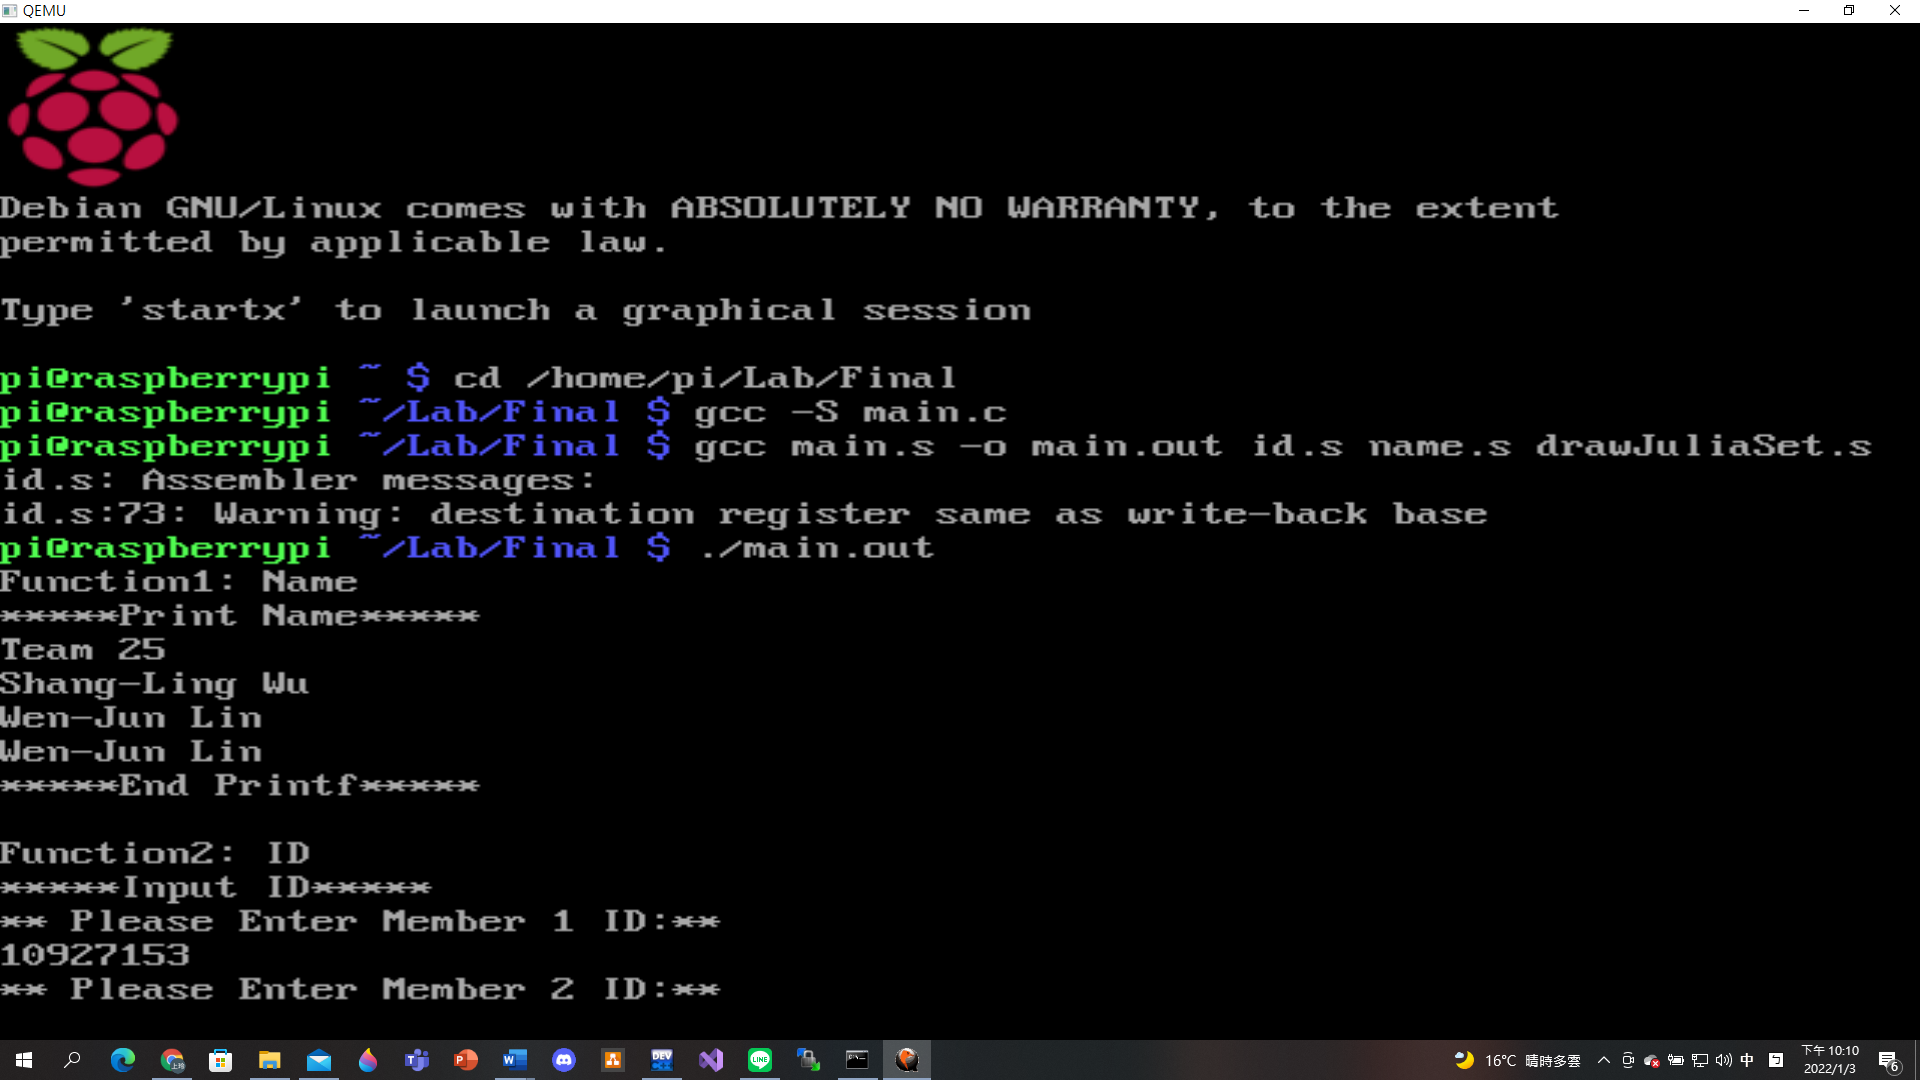 QEMU
Debian GNU/Linux comes with ABSOLUTELY NO WARRANTY, to the extent
permitted by applicable law.
Type 'startx' to launch a graphical session
pi@raspberrypi ~ $ cd /home/pi/Lab/Final
pi@raspberrypi ~/Lab/Final $ gcc -S main.c
pi@raspberrypi ~/Lab/Final $ gcc main.s -o main.out id.s name.s drawJuliaSet.s
id.s: Assembler messages:
id.s:73: Warning: destination register same as write-back base
pi@raspberrypi ~/Lab/Final $ ./main.out
Function1: Name
*****Print Name*****
Team 25
Shang-Ling Wu
Wen-Jun Lin
Wen-Jun Lin
*****End Printf*****
Function2: ID
*****Input ID*****
** Please Enter Member 1 ID:**
10927153
** Please Enter Member 2 ID:**
16°C 晴時多雲 中 下午 10:10
2022/1/3 6